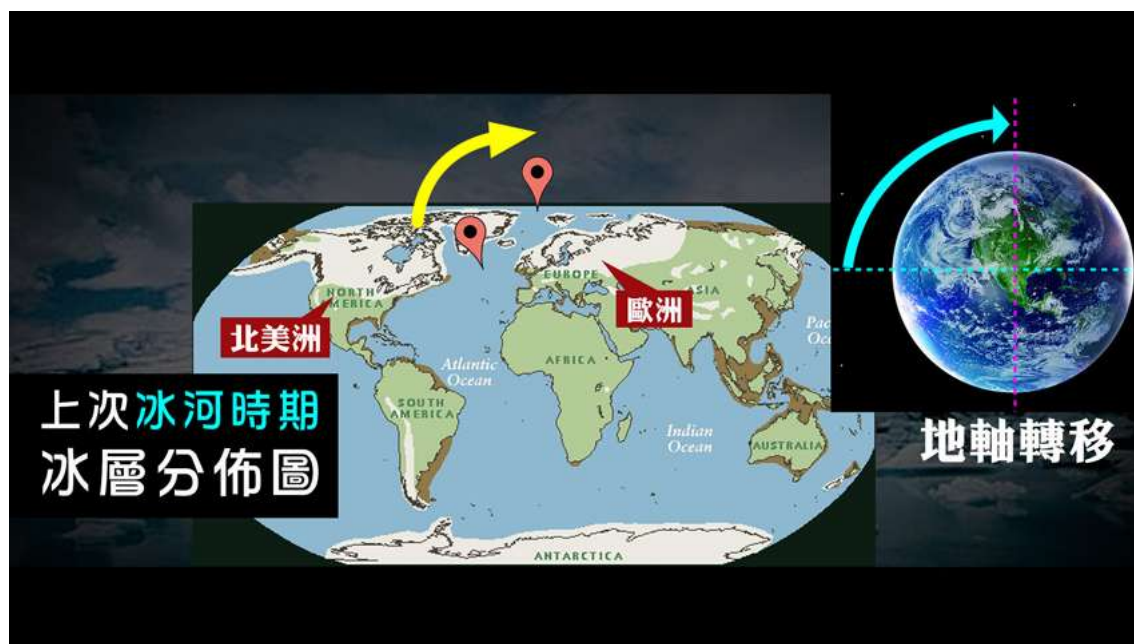 上次冰河時期
冰層分佈圖
北美洲
歐洲
地軸轉移
NORTH
AMERICA
EUROPE
ASIA
Atlantic
Ocean
AFRICA
SOUTH
AMERICA
Indian
Ocean
AUSTRALIA
ANTARCTICA